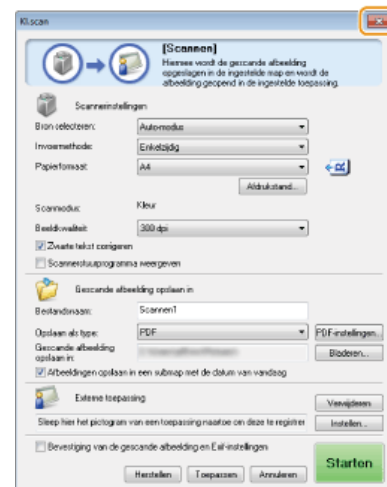 Kl.scan
[Scannen]
Hiermee wordt de gescande afbeelding
opgeslagen in de ingestelde map en wordt de
afbeelding geopend in de ingestelde toepassing.
Scannerinstellingen
Bron selecteren: Automodus
Invoermethode: Enkelzijdig
Papierformaat: A4
Afdrukstand...
Scanmodus: Kleur
Beeldkwaliteit: 300 dpi
Zwarte tekst corrigeren
Scannerstuurprogramma weergeven
Gescande afbeelding opslaan in
Bestandsnaam: Scannen1
Opslaan als type: PDF PDF-instellingen...
Gescande afbeelding
opslaan in: Bladeren...
Afbeeldingen opslaan in een submap met de datum van vandaag
Externe toepassing Verwijderen
Sleep hier het pictogram van een toepassing naartoe om deze te registrer Instellen...
Bevestiging van de gescande afbeelding en Exif-instellingen
Herstellen Toepassen Annuleren Starten